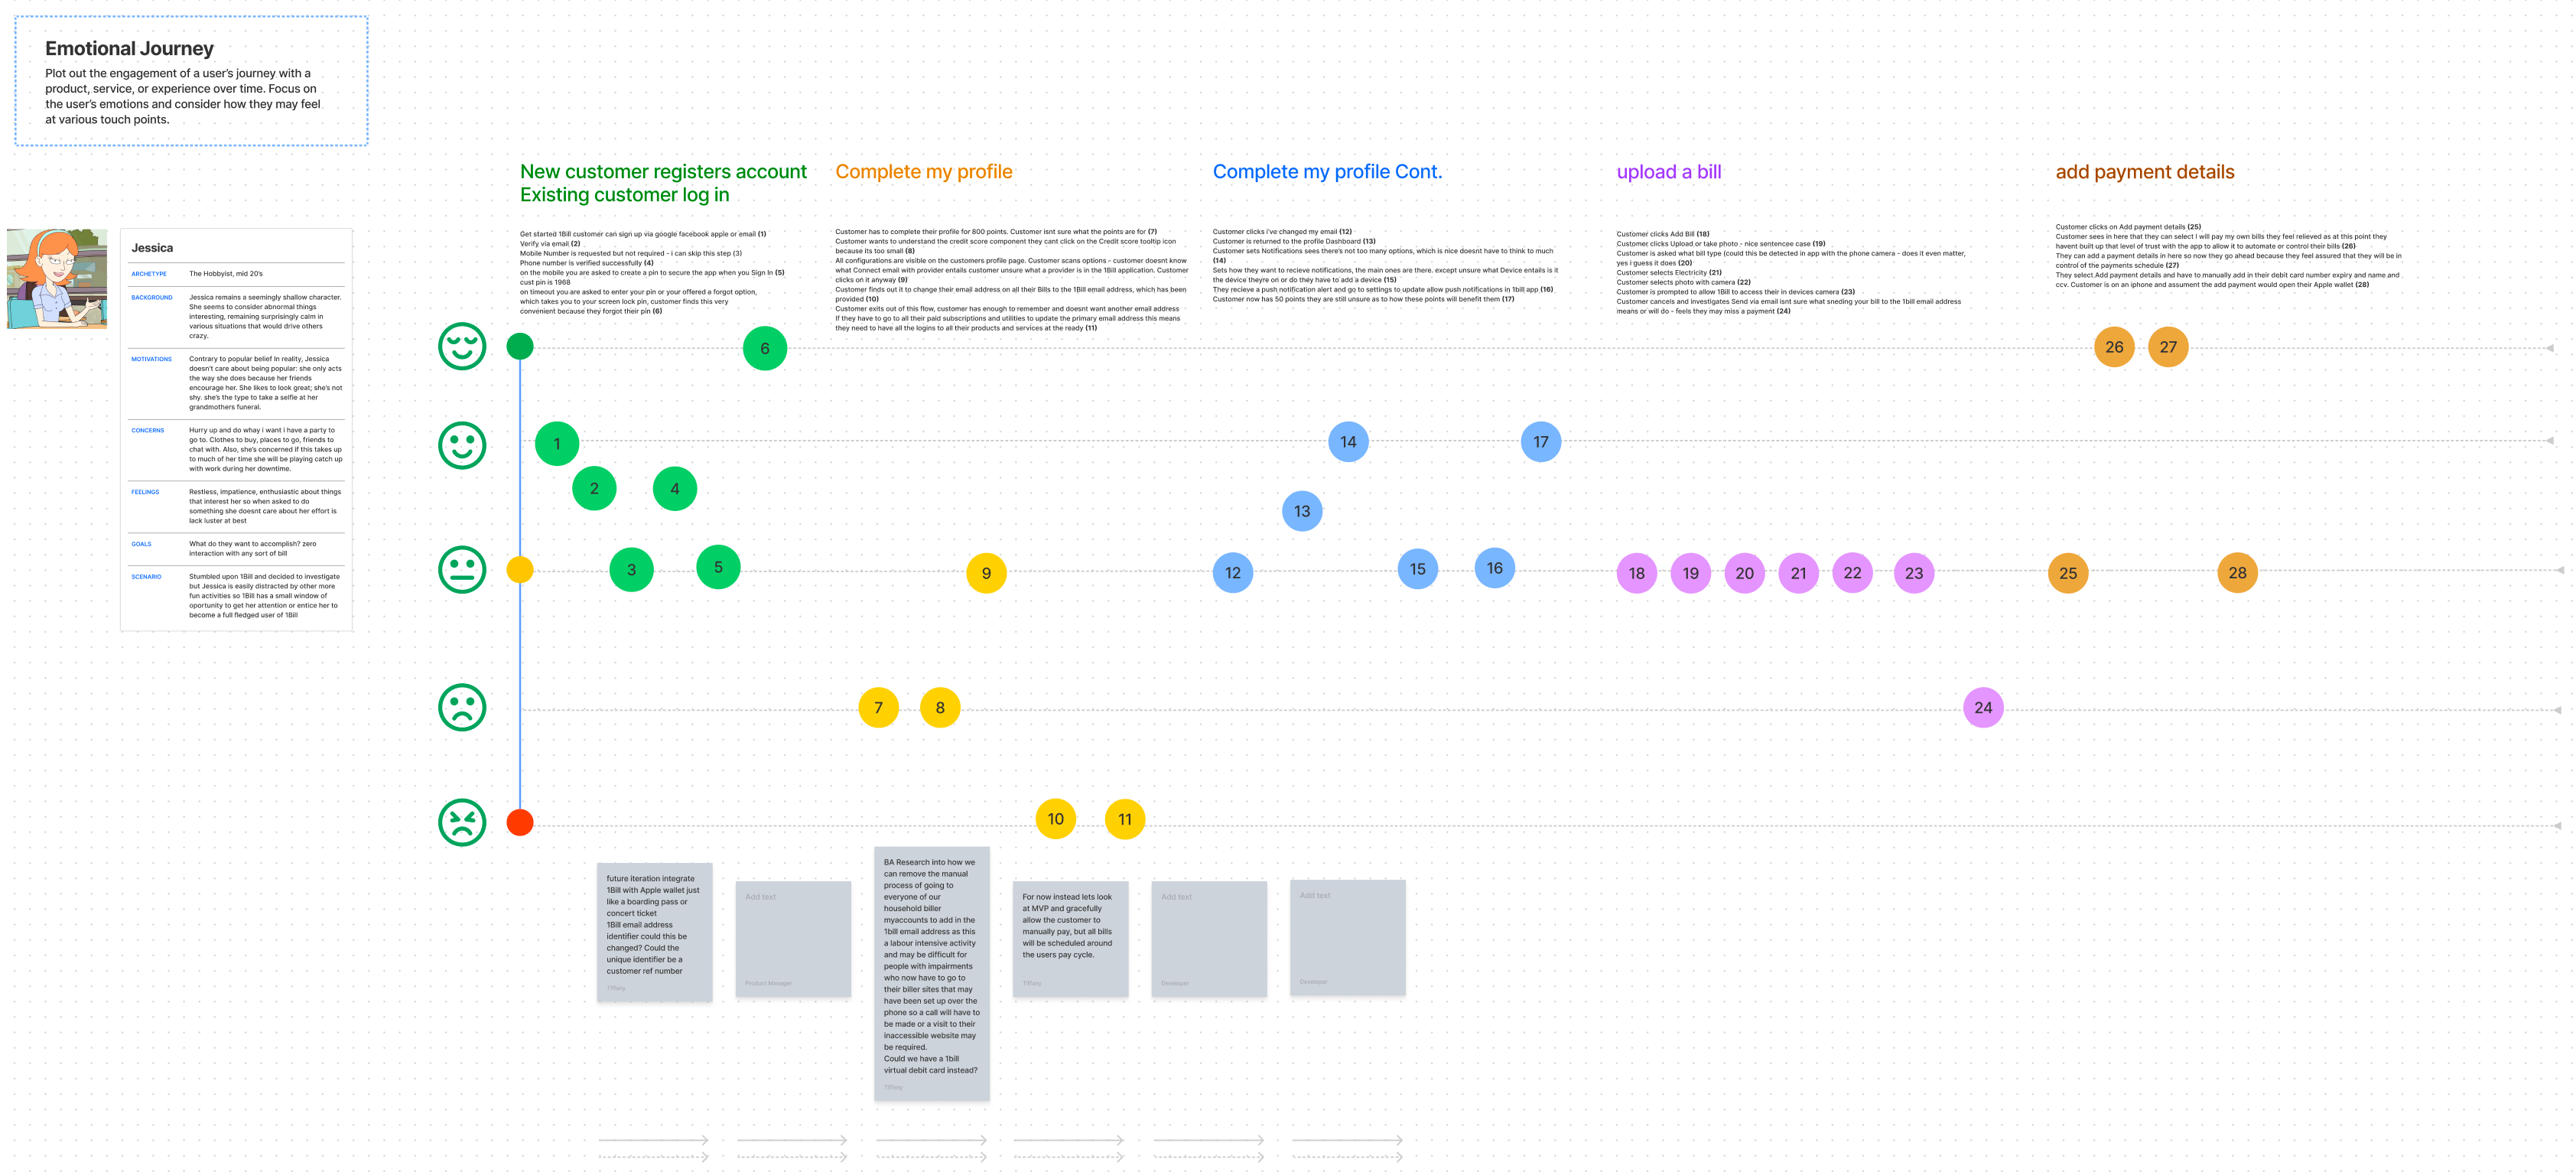 Emotional Journey
Plot out the engagement of a user's journey with a
product, service, or experience over time. Focus on
the user's emotions and consider how they may feel
at various touch points.
Jessica
ARCHETYPE
The Hobbyist, mid 20's
BACKGROUND
Jessica remains a seemingly shallow character.
She seems to consider abnormal things
interesting, remaining surprisingly calm in
various situations that would drive others
crazy.
MOTIVATIONS
Contrary to popular belief In reality, Jessica
doesn't care about being popular: she only acts
the way she does because her friends
encourage her. She likes to look great; she's not
shy. she's the type to take a selfie at her
grandmothers funeral.
CONCERNS
Hurry up and do whay i want i have a party to
go to. Clothes to buy, places to go, friends to
chat with. Also, she's concerned if this takes up
to much of her time she will be playing catch up
with work during her downtime.
FEELINGS
Restless, impatience, enthusiastic about things
that interest her so when asked to do
something she doesnt care about her effort is
lack luster at best
GOALS
What do they want to accomplish? zero
interaction with any sort of bill
SCENARIO
Stumbled upon 1Bill and decided to investigate
but Jessica is easily distracted by other more
fun activities so 1Bill has a small window of
oportunity to get her attention or entice her to
become a full fledged user of 1Bill
New customer registers account
Existing customer log in
Get started 1Bill customer can sign up via google facebook apple or email (1)
Verify via email (2)
Mobile Number is requested but not required - i can skip this step (3)
Phone number is verified successfully (4)
on the mobile you are asked to create a pin to secure the app when you Sign In (5)
cust pin is 1968
on timeout you are asked to enter your pin or your offered a forgot option,
which takes you to your screen lock pin, customer finds this very
convenient because they forgot their pin (6)
Complete my profile
Customer has to complete their profile for 800 points. Customer isnt sure what the points are for (7)
Customer wants to understand the credit score component they cant click on the Credit score tooltip icon
because its too small (8)
All configurations are visible on the customers profile page. Customer scans options - customer doesnt know
what Connect email with provider entails customer unsure what a provider is in the 1Bill application. Customer
clicks on it anyway (9)
Customer finds out it to change their email address on all their Bills to the 1Bill email address, which has been
provided (10)
Customer exits out of this flow, customer has enough to remember and doesnt want another email address
If they have to go to all their paid subscriptions and utilities to update the primary email address this means
they need to have all the logins to all their products and services at the ready (11)
Complete my profile Cont.
Customer clicks i've changed my email (12)
Customer is returned to the profile Dashboard (13)
Customer sets Notifications sees there's not too many options, which is nice doesnt have to think to much
(14)
Sets how they want to recieve notifications, the main ones are there. except unsure what Device entails is it
the device theyre on or do they have to add a device (15)
They recieve a push notification alert and go to settings to update allow push notifications in 1bill app (16)
Customer now has 50 points they are still unsure as to how these points will benefit them (17)
upload a bill
Customer clicks Add Bill (18)
Customer clicks Upload or take photo - nice sentencee case (19)
Customer is asked what bill type (could this be detected in app with the phone camera - does it even matter,
yes i guess it does (20)
Customer selects Electricity (21)
Customer selects photo with camera (22)
Customer is prompted to allow 1Bill to access their in devices camera (23)
Customer cancels and investigates Send via email isnt sure what sneding your bill to the 1bill email address
means or will do - feels they may miss a payment (24)
add payment details
Customer clicks on Add payment details (25)
Customer sees in here that they can select I will pay my own bills they feel relieved as at this point they
havent built up that level of trust with the app to allow it to automate or control their bills (26)
They can add a payment details in here so now they go ahead because they feel assured that they will be in
control of the payments schedule (27)
They select Add payment details and have to manually add in their debit card number expiry and name and
ccv. Customer is on an iphone and assument the add payment would open their Apple wallet (28)
6
26
27
1
14
17
2
4
13
3
5
9
12
15
16
18
19
20
21
22
23
25
28
7
8
24
10
11
future iteration integrate
1Bill with Apple wallet just
like a boarding pass or
concert ticket
1Bill email address
identifier could this be
changed? Could the
unique identifier be a
customer ref number
Tiffany
Add text
Product Manager
BA Research into how we
can remove the manual
process of going to
everyone of our
household biller
myaccounts to add in the
1bill email address as this
a labour intensive activity
and may be difficult for
people with impairments
who now have to go to
their biller sites that may
have been set up over the
phone so a call will have to
be made or a visit to their
inaccessible website may
be required.
Could we have a 1bill
virtual debit card instead?
Tiffany
For now instead lets look
at MVP and gracefully
allow the customer to
manually pay, but all bills
will be scheduled around
the users pay cycle.
Tiffany
Add text
Developer
Add text
Developer